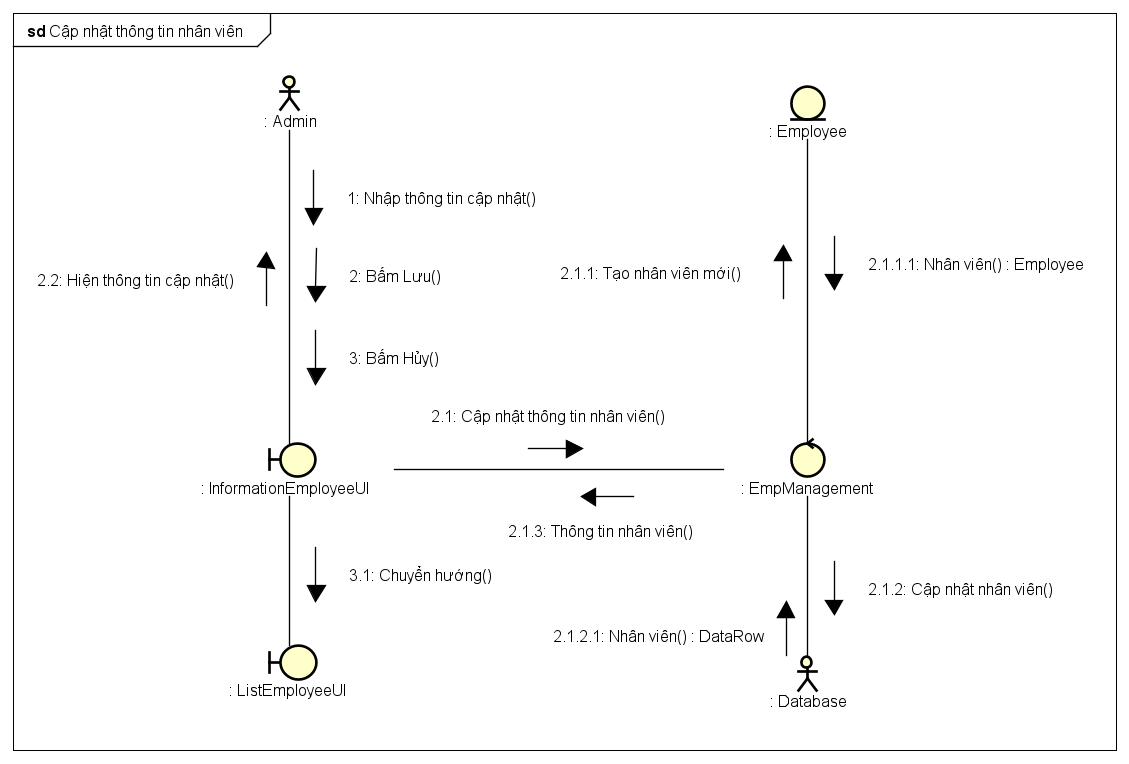 sd Cập nhật thông tin nhân viên
: Admin
: Employee
1: Nhập thông tin cập nhật()
2.2: Hiện thông tin cập nhật()
2: Bấm Lưu()
2.1.1: Tạo nhân viên mới()
2.1.1.1: Nhân viên() : Employee
3: Bấm Hủy()
2.1: Cập nhật thông tin nhân viên()
: InformationEmployeeUI
: EmpManagement
2.1.3: Thông tin nhân viên()
3.1: Chuyển hướng()
2.1.2: Cập nhật nhân viên()
2.1.2.1: Nhân viên() : DataRow
: ListEmployeeUI
: Database